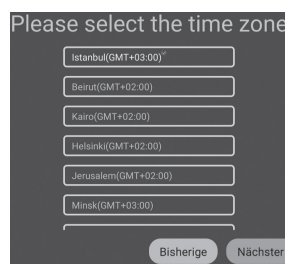 Please select the time zone
Istanbul(GMT+03:00)
Beirut(GMT+02:00)
Kairo(GMT+02:00)
Helsinki(GMT+02:00)
Jerusalem(GMT+02:00)
Minsk(GMT+03:00)
Bisherige
Nächster